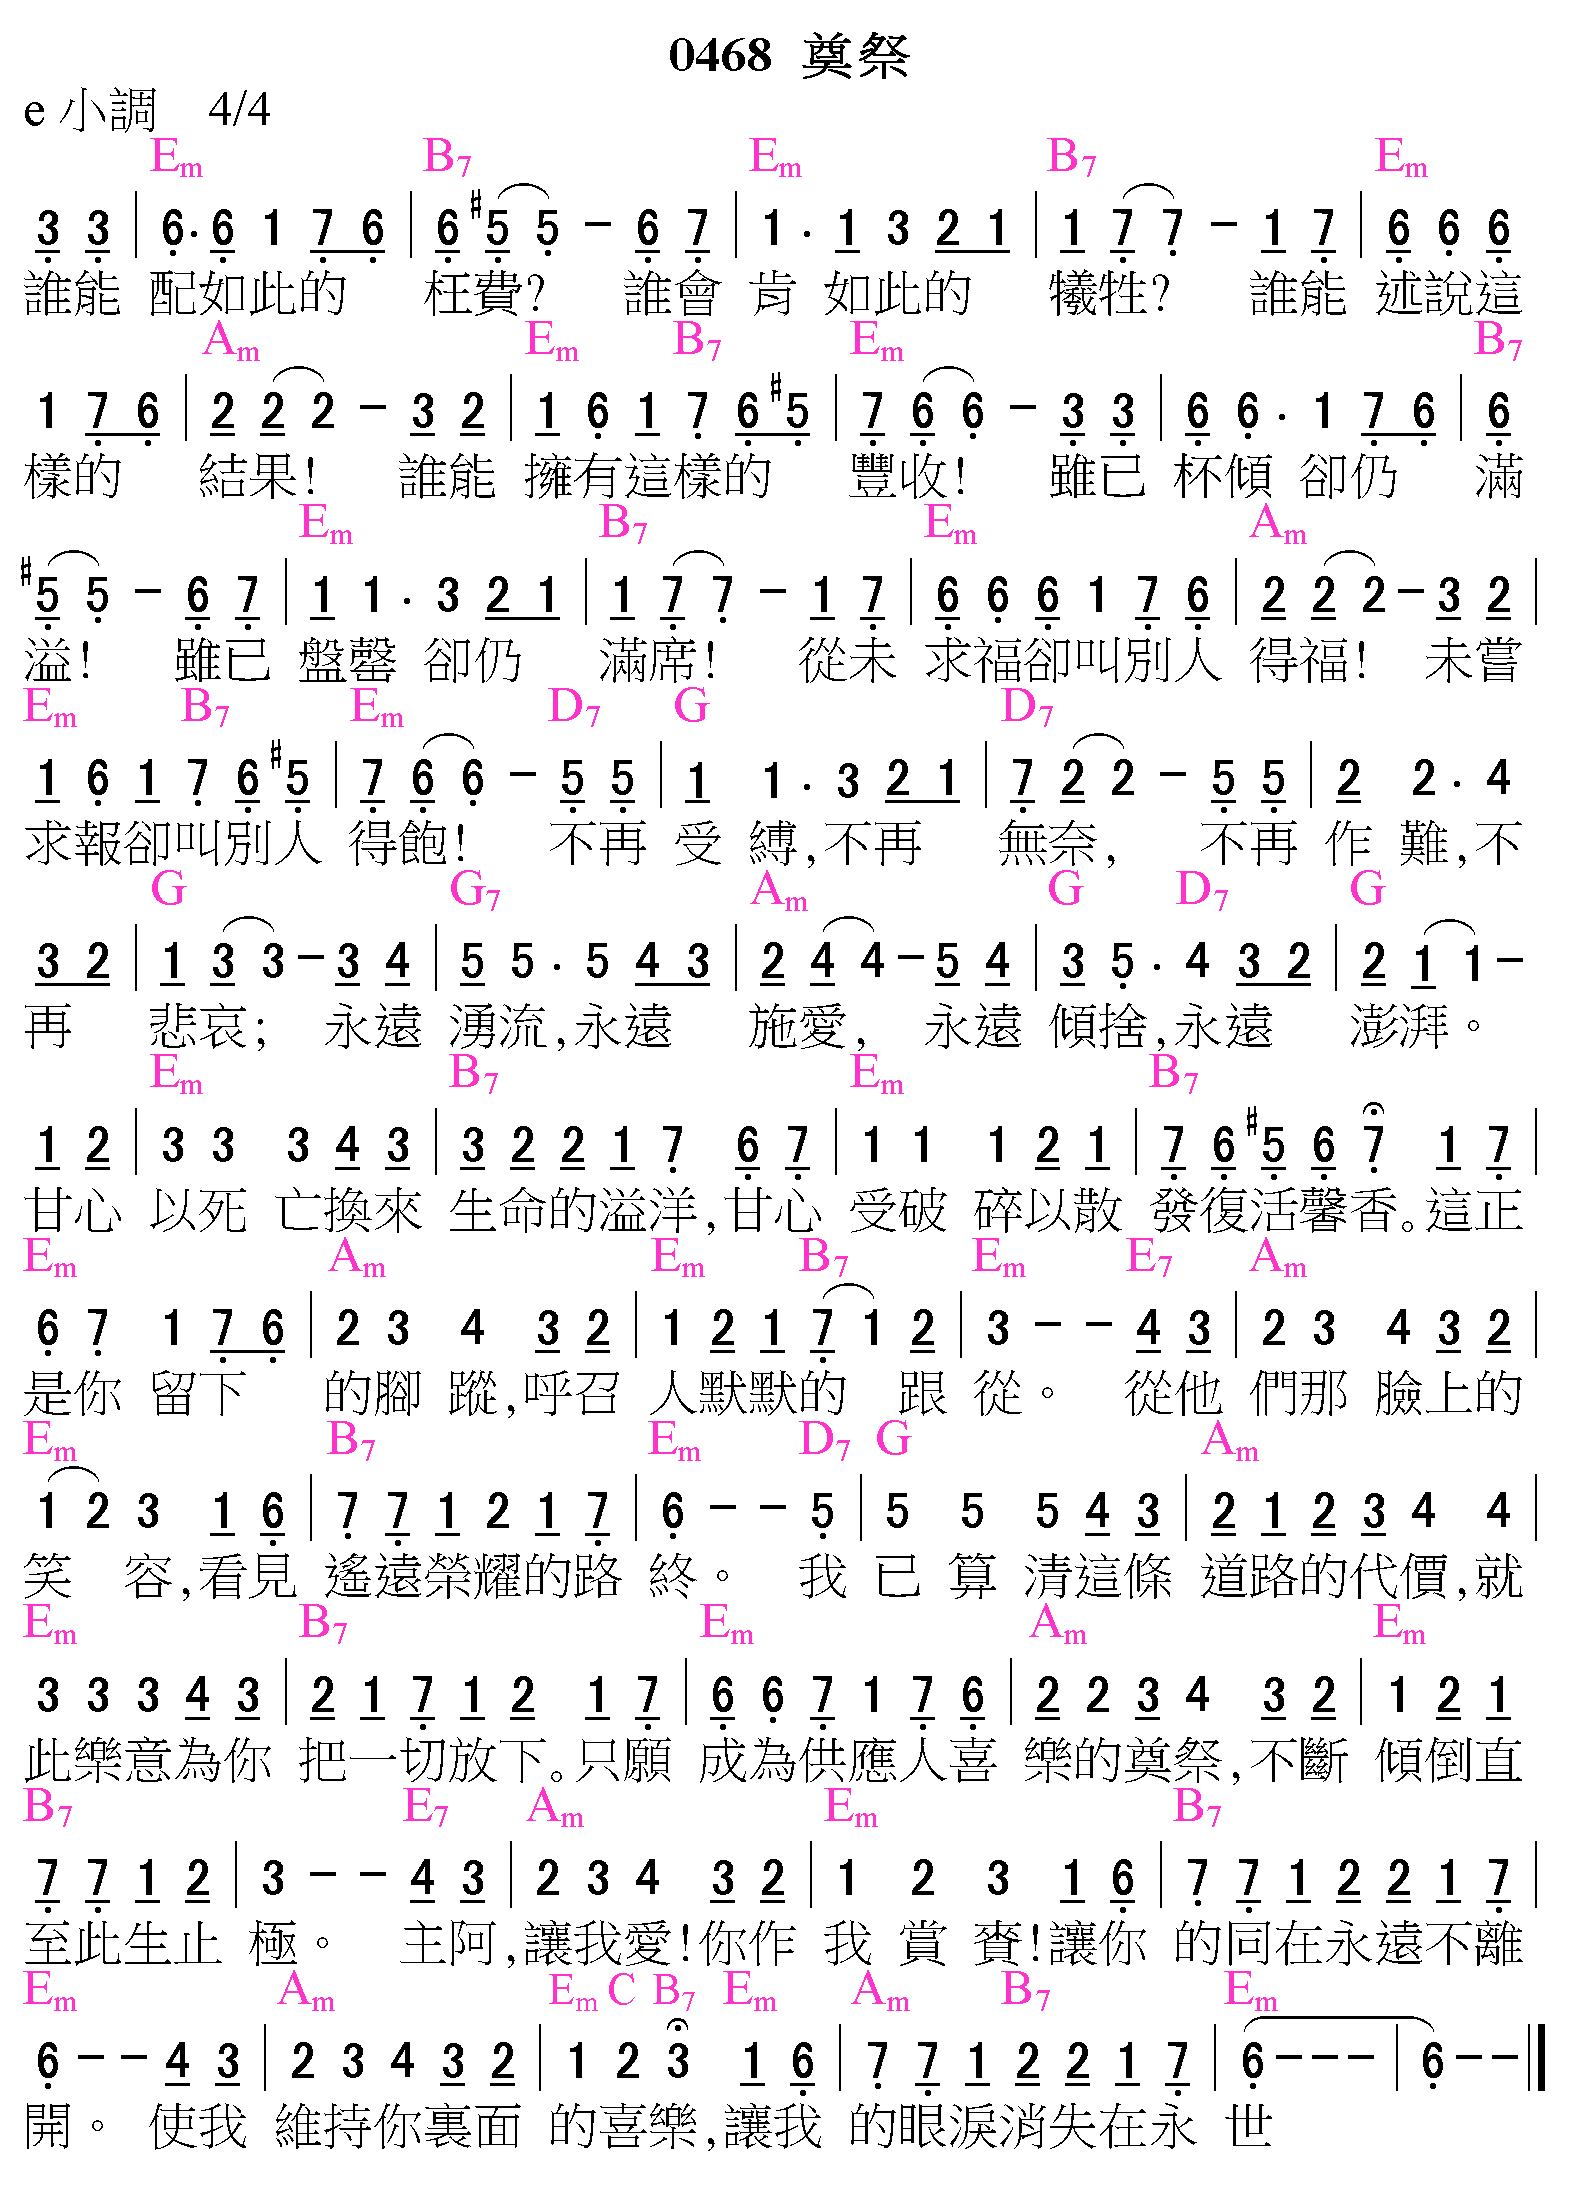 0468 奠祭
e 小調 4/4
Em B7 Em B7 Em
3 3 | 6. 6 1 7 6 | 6 #5 5 – 6 7 | 1 . 1 3 2 1 | 1 7 7 – 1 7 | 6 6 6
誰能 配如此的 枉費? 誰會 肯 如此的 犧牲? 誰能 述說這
Am Em B7 Em B7
1 7 6 | 2 2 2 – 3 2 | 1 6 1 7 6 #5 | 7 6 6 – 3 3 | 6 6 . 1 7 6 | 6
樣的 結果! 誰能 擁有這樣的 豐收! 雖已 杯傾 卻仍 滿
Em B7 Em Am
#5 5 – 6 7 | 1 1 . 3 2 1 | 1 7 7 – 1 7 | 6 6 6 1 7 6 | 2 2 2 – 3 2 |
溢! 雖已 盤罄 卻仍 滿席! 從未 求福卻叫別人 得福! 未嘗
Em B7 Em D7 G D7
1 6 1 7 6 #5 | 7 6 6 – 5 5 | 1 1 . 3 2 1 | 7 2 2 – 5 5 | 2 2 . 4
求報卻叫別人 得飽! 不再 受 縛,不再 無奈, 不再 作 難,不
G G7 Am G D7 G
3 2 | 1 3 3 – 3 4 | 5 5 . 5 4 3 | 2 4 4 – 5 4 | 3 5 . 4 3 2 | 2 1 1 –
再 悲哀; 永遠 湧流,永遠 施愛, 永遠 傾捨,永遠 澎湃。
Em B7 Em B7
1 2 | 3 3 3 4 3 | 3 2 2 1 7 6 7 | 1 1 1 2 1 | 7 6 #5 6 7 1 7 |
甘心 以死 亡換來 生命的溢洋,甘心 受破 碎以散 發復活馨香。這正
Em Am Em B7 Em E7 Am
6 7 1 7 6 | 2 3 4 3 2 | 1 2 1 7 1 2 | 3 – – 4 3 | 2 3 4 3 2 |
是你 留下 的腳 蹤,呼召 人默默的 跟 從。 從他 們那 臉上的
Em B7 Em D7 G Am
1 2 3 1 6 | 7 7 1 2 1 7 | 6 – – 5 | 5 5 5 4 3 | 2 1 2 3 4 4 |
笑 容,看見 遙遠榮耀的路 終。 我 已 算 清這條 道路的代價,就
Em B7 Em Am Em
3 3 3 4 3 | 2 1 7 1 2 1 7 | 6 6 7 1 7 6 | 2 2 3 4 3 2 | 1 2 1
此樂意為你 把一切放下。只願 成為供應人喜 樂的奠祭,不斷 傾倒直
B7 E7 Am Em B7
7 7 1 2 | 3 – – 4 3 | 2 3 4 3 2 | 1 2 3 1 6 | 7 7 1 2 2 1 7 |
至此生止 極。 主阿,讓我愛!你作 我 賞 賚!讓你 的同在永遠不離
Em Am Em C B7 Em Am B7 Em
6 – – 4 3 | 2 3 4 3 2 | 1 2 3 1 6 | 7 7 1 2 2 1 7 | 6 – – – | 6 – – ‖
開。 使我 維持你裏面 的喜樂,讓我 的眼淚消失在永 世